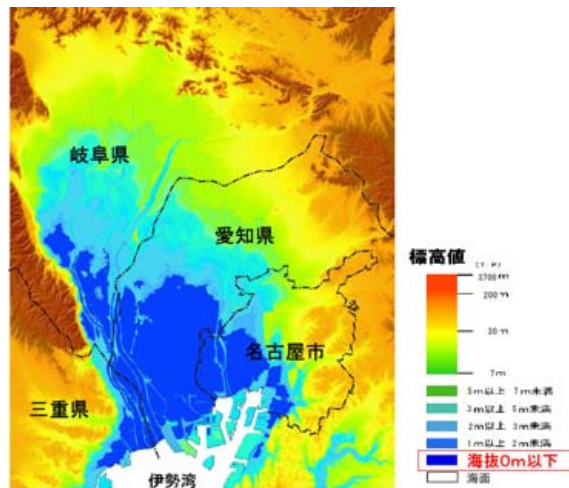 岐阜県
愛知県
名古屋市
三重県
伊勢湾
標高値
(T.P)
3700m
200m
30m
7m
5m以上 7m未満
3m以上 5m未満
2m以上 3m未満
1m以上 2m未満
海抜0m以下
海面